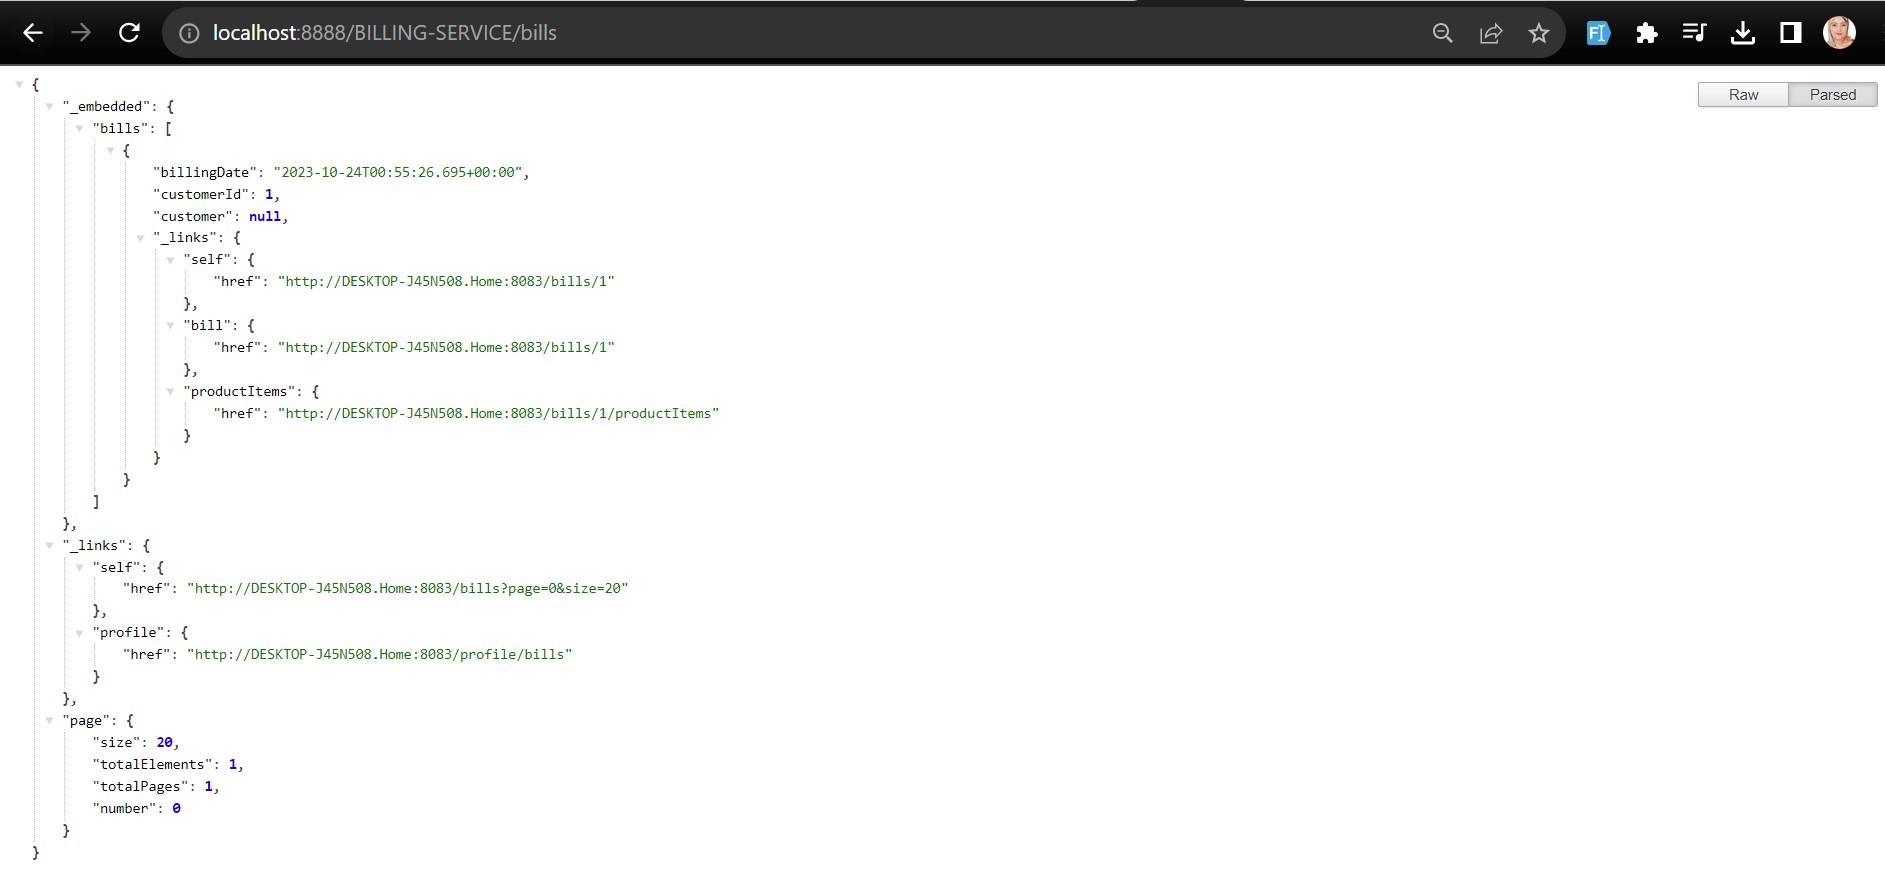 localhost:8888/BILLING-SERVICE/bills
Raw Parsed
{
"_embedded": {
"bills": [
{
"billingDate": "2023-10-24T00:55:26.695+00:00",
"customerId": 1,
"customer": null,
"_links": {
"self": {
"href": "http://DESKTOP-J45N508.Home:8083/bills/1"
},
"bill": {
"href": "http://DESKTOP-J45N508.Home:8083/bills/1"
},
"productItems": {
"href": "http://DESKTOP-J45N508.Home:8083/bills/1/productItems"
}
}
}
]
},
"_links": {
"self": {
"href": "http://DESKTOP-J45N508.Home:8083/bills?page=0&size=20"
},
"profile": {
"href": "http://DESKTOP-J45N508.Home:8083/profile/bills"
}
},
"page": {
"size": 20,
"totalElements": 1,
"totalPages": 1,
"number": 0
}
}